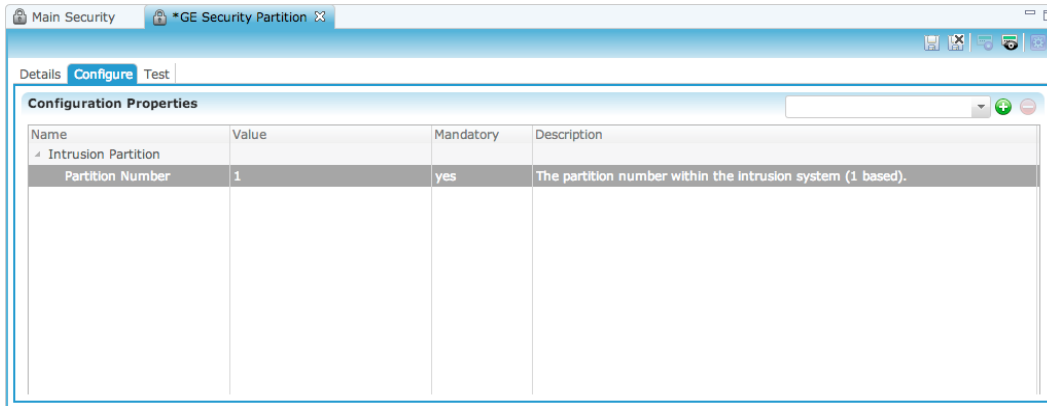 Main Security *GE Security Partition
Details Configure Test
Configuration Properties
Name Value Mandatory Description
Intrusion Partition
Partition Number 1 yes The partition number within the intrusion system (1 based).